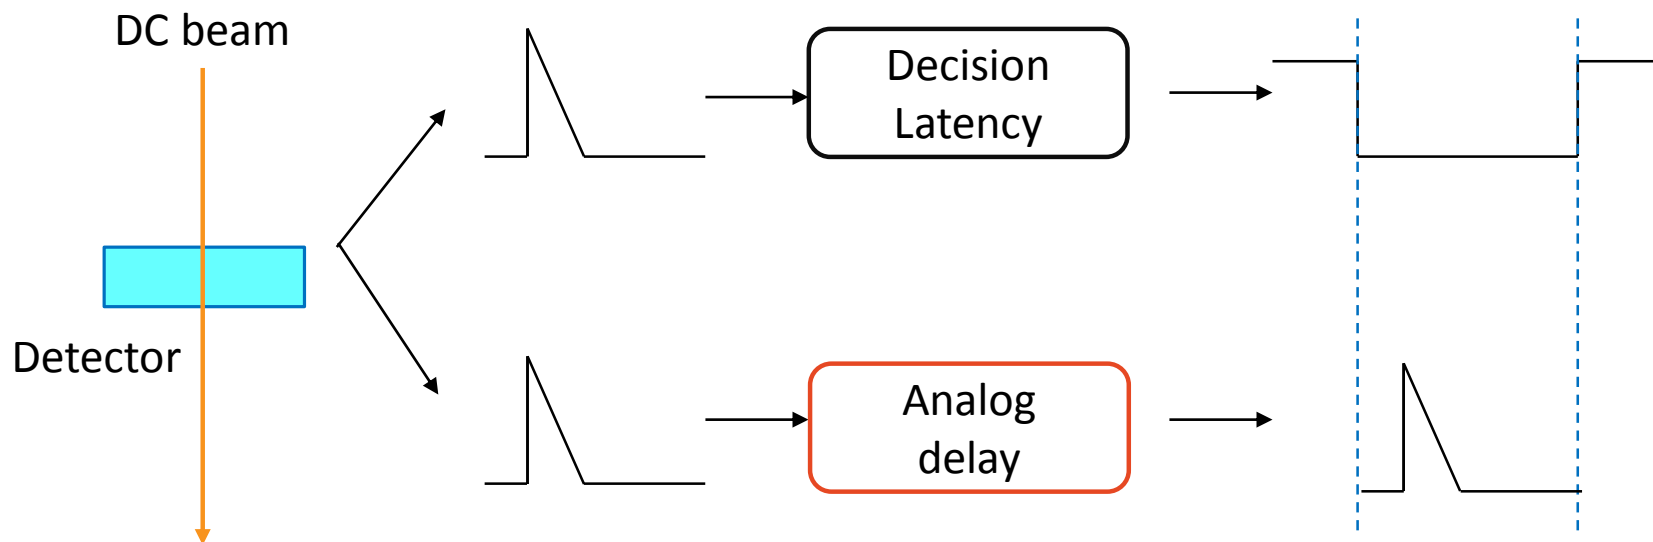 DC beam
Detector
Decision
Latency
Analog
delay